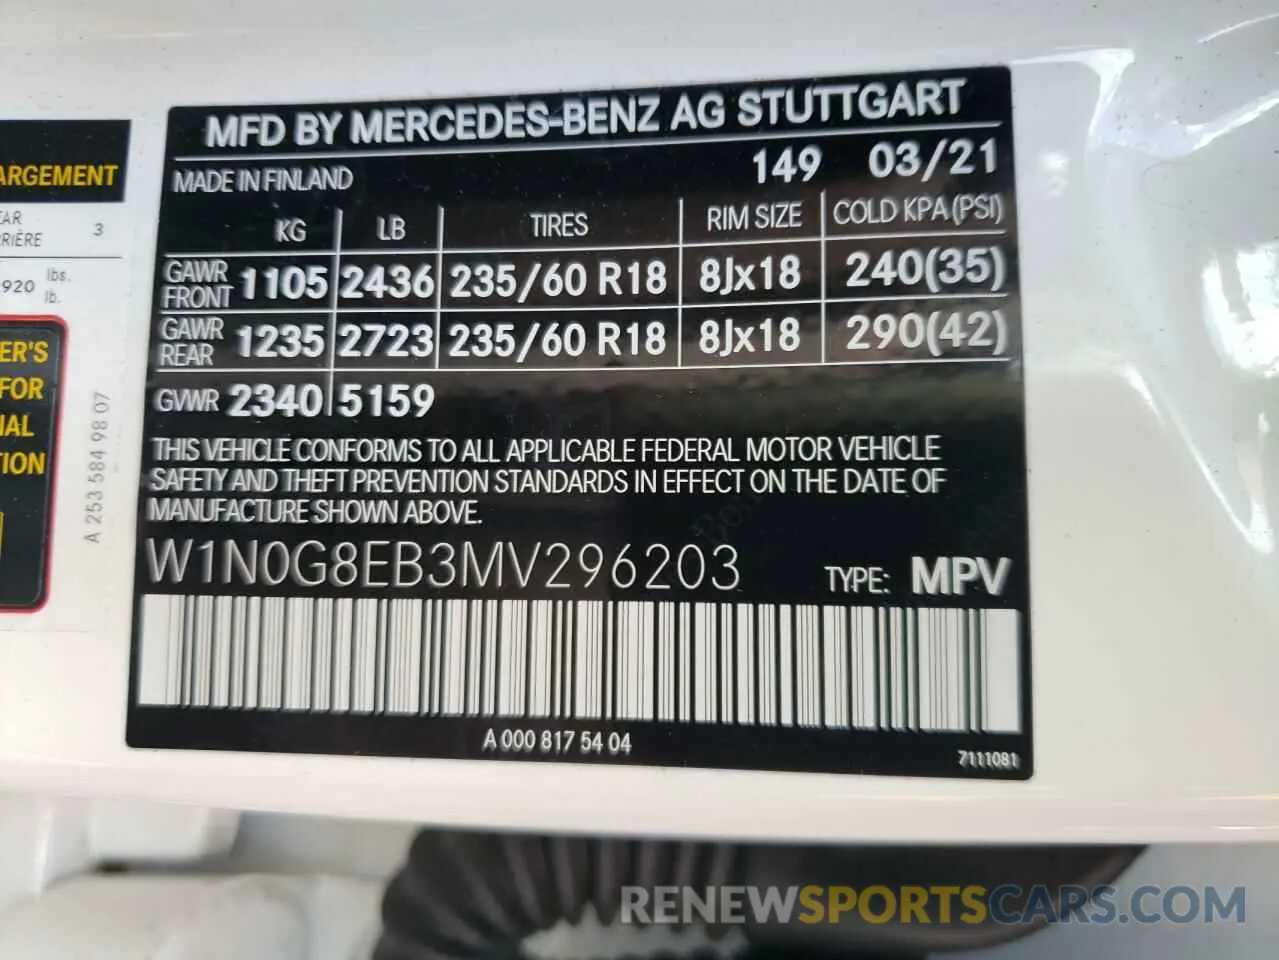 ARGEMENT
EAR
RRIÈRE 3
920 lbs.
lb.
ER'S
FOR
IAL
TION
A 253 584 98 07
MFD BY MERCEDES-BENZ AG STUTTGART
MADE IN FINLAND 149 03/21
KG LB TIRES RIM SIZE COLD KPA(PSI)
GAWR FRONT 1105 2436 235/60 R18 8Jx18 240(35)
GAWR REAR 1235 2723 235/60 R18 8Jx18 290(42)
GVWR 2340 5159
THIS VEHICLE CONFORMS TO ALL APPLICABLE FEDERAL MOTOR VEHICLE
SAFETY AND THEFT PREVENTION STANDARDS IN EFFECT ON THE DATE OF
MANUFACTURE SHOWN ABOVE.
W1N0G8EB3MV296203 TYPE: MPV
A 000 817 54 04
7111081
RENEWSPORTSCARS.COM